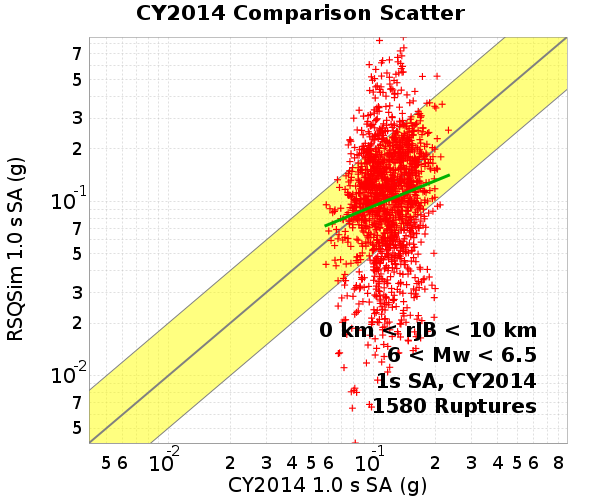 CY2014 Comparison Scatter
RSQSim 1.0 s SA (g)
7
5
3
2
10^-1
7
5
3
2
10^-2
7
5
0 km < rJB < 10 km
6 < Mw < 6.5
1s SA, CY2014
1580 Ruptures
5 6 10^-2 2 3 4 5 6 10^-1 2 3 4 5 6 8
CY2014 1.0 s SA (g)